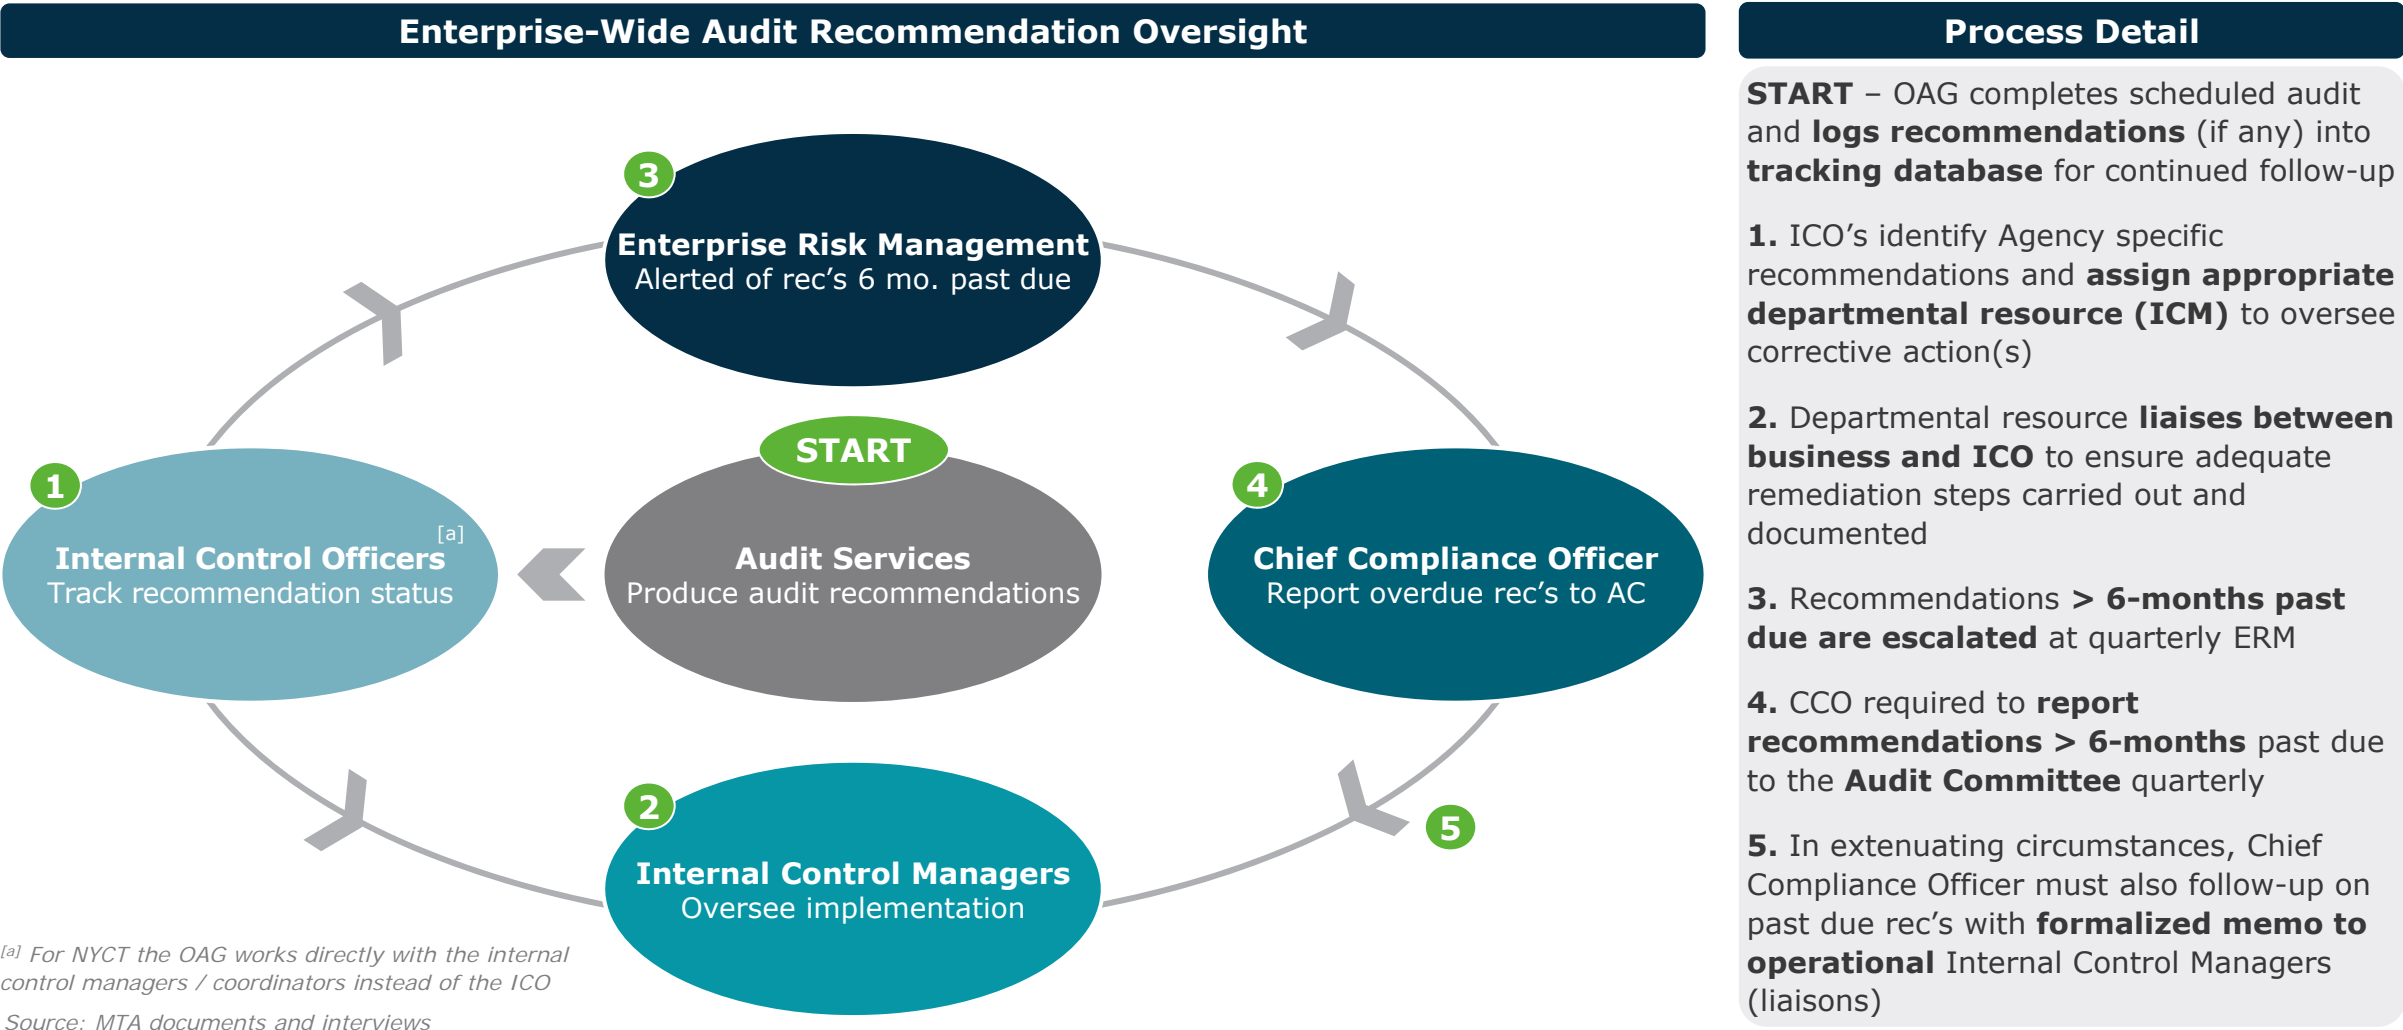 Enterprise-Wide Audit Recommendation Oversight
3
Enterprise Risk Management
Alerted of rec’s 6 mo. past due
START
1
[a]
Internal Control Officers
Track recommendation status
Audit Services
Produce audit recommendations
4
Chief Compliance Officer
Report overdue rec’s to AC
2
Internal Control Managers
Oversee implementation
5
[a] For NYCT the OAG works directly with the internal
control managers / coordinators instead of the ICO
Source: MTA documents and interviews
Process Detail
START – OAG completes scheduled audit
and logs recommendations (if any) into
tracking database for continued follow-up
1. ICO’s identify Agency specific
recommendations and assign appropriate
departmental resource (ICM) to oversee
corrective action(s)
2. Departmental resource liaises between
business and ICO to ensure adequate
remediation steps carried out and
documented
3. Recommendations > 6-months past
due are escalated at quarterly ERM
4. CCO required to report
recommendations > 6-months past due
to the Audit Committee quarterly
5. In extenuating circumstances, Chief
Compliance Officer must also follow-up on
past due rec’s with formalized memo to
operational Internal Control Managers
(liaisons)